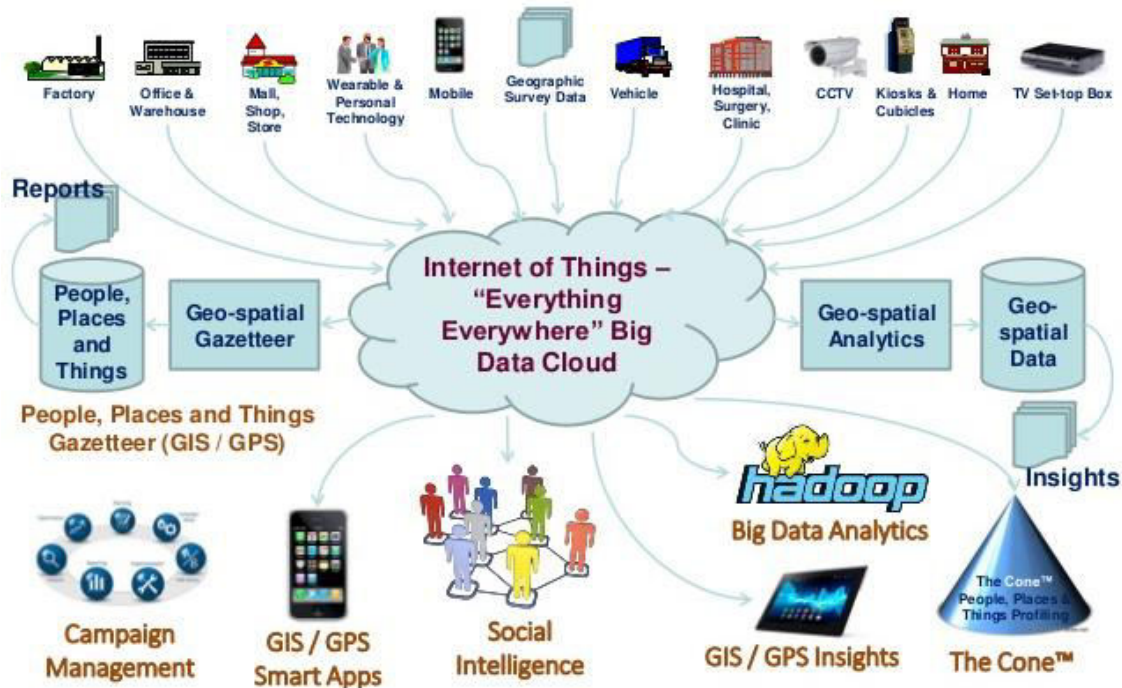 Factory
Office &
Warehouse
Mall,
Shop,
Store
Wearable &
Personal
Technology
Mobile
Geographic
Survey Data
Vehicle
Hospital,
Surgery,
Clinic
CCTV
Kiosks &
Cubicles
Home
TV Set-top Box
Reports
People,
Places
and
Things
Geo-spatial
Gazetteer
Internet of Things –
“Everything
Everywhere” Big
Data Cloud
Geo-spatial
Analytics
Geo-
spatial
Data
People, Places and Things
Gazetteer (GIS / GPS)
Insights
hadoop
Big Data Analytics
The Cone™
People, Places &
Things Profiling
Campaign
Management
GIS / GPS
Smart Apps
Social
Intelligence
GIS / GPS Insights
The Cone™